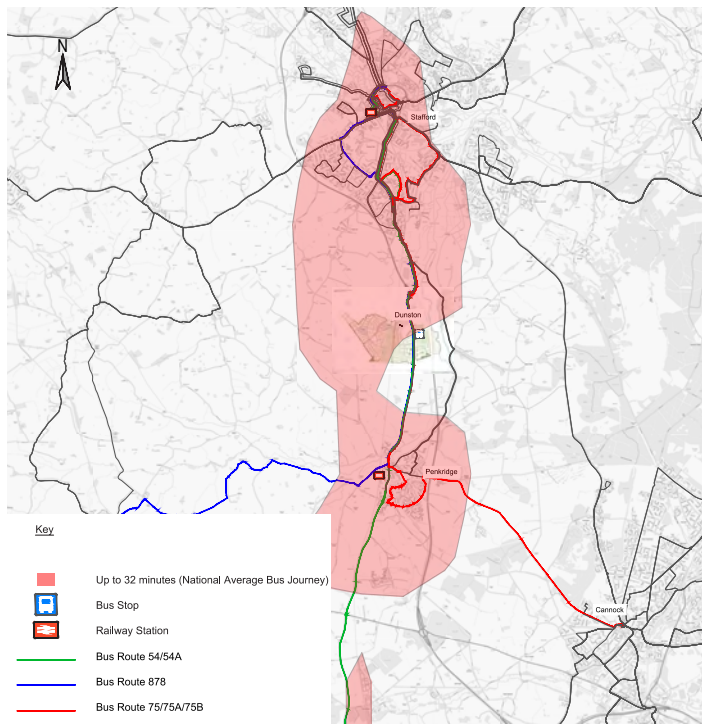 N
Stafford
Dunston
Penkridge
Cannock
Key
Up to 32 minutes (National Average Bus Journey)
Bus Stop
Railway Station
Bus Route 54/54A
Bus Route 878
Bus Route 75/75A/75B